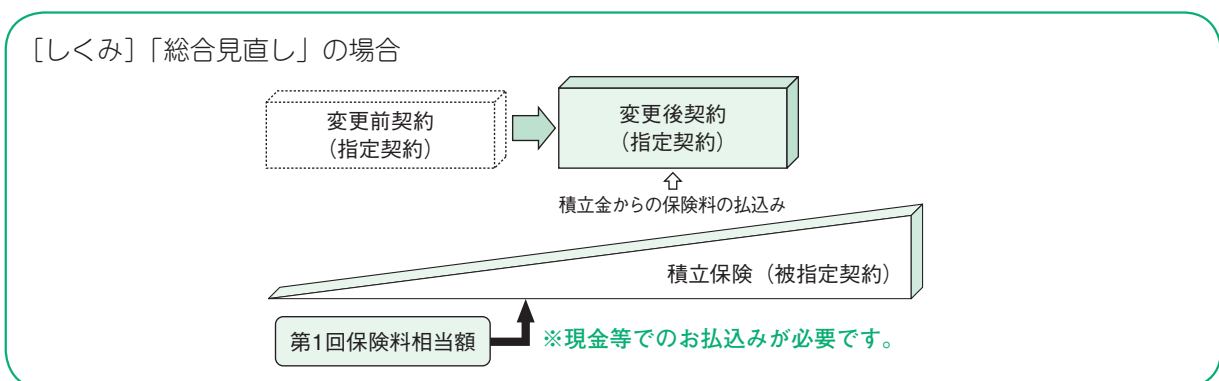 ［しくみ］「総合見直し」の場合
変更前契約
（指定契約）
変更後契約
（指定契約）
積立金からの保険料の払込み
積立保険（被指定契約）
第1回保険料相当額
※現金等でのお払込みが必要です。